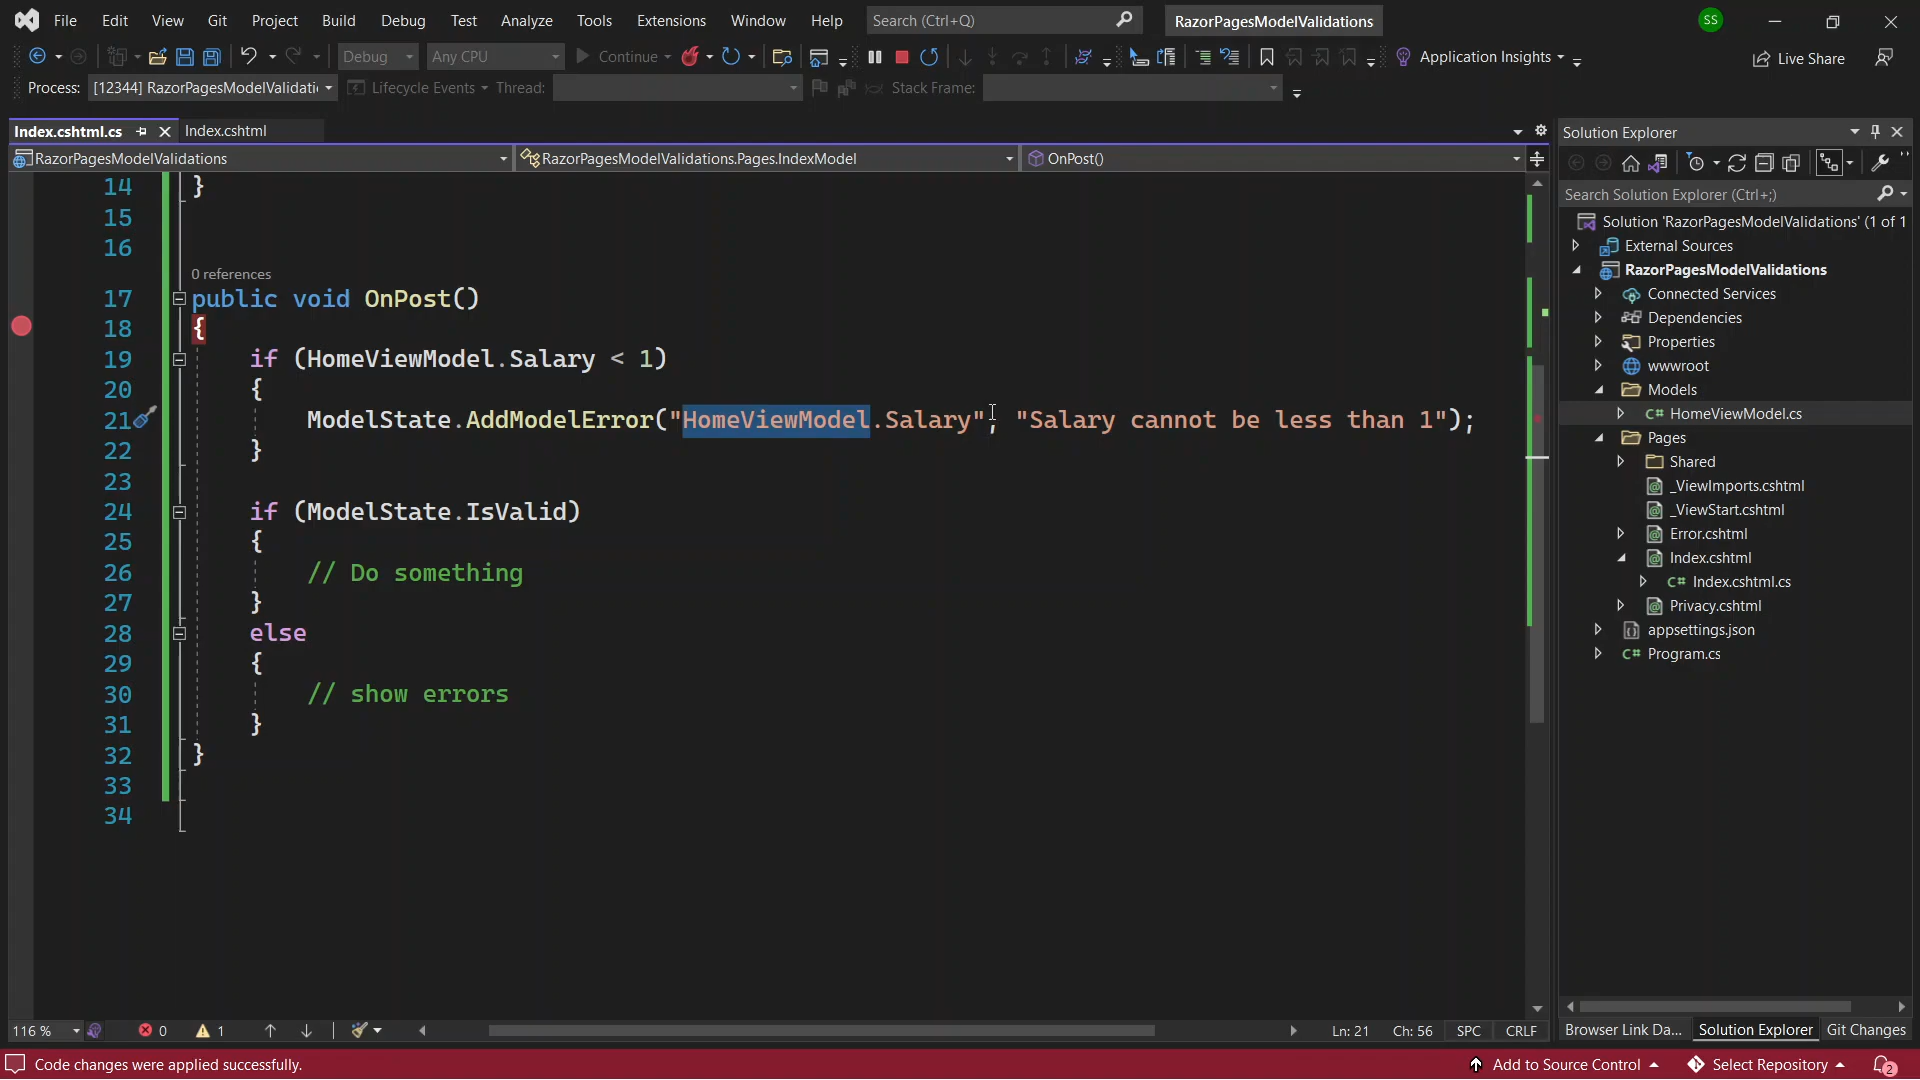 File Edit View Git Project Build Debug Test Analyze Tools Extensions Window Help Search (Ctrl+Q) RazorPagesModelValidations SS
Debug Any CPU Continue Application Insights Live Share
Process: [12344] RazorPagesModelValidati Lifecycle Events Thread: Stack Frame:
Index.cshtml.cs Index.cshtml
RazorPagesModelValidations RazorPagesModelValidations.Pages.IndexModel OnPost()
14 }
15
16
0 references
17 public void OnPost()
18 {
19 if (HomeViewModel.Salary < 1)
20 {
21 ModelState.AddModelError("HomeViewModel.Salary", "Salary cannot be less than 1");
22 }
23
24 if (ModelState.IsValid)
25 {
26 // Do something
27 }
28 else
29 {
30 // show errors
31 }
32 }
33
34
116 % 0 1 Ln: 21 Ch: 56 SPC CRLF
Solution Explorer
Search Solution Explorer (Ctrl+;)
Solution 'RazorPagesModelValidations' (1 of 1
External Sources
RazorPagesModelValidations
Connected Services
Dependencies
Properties
wwwroot
Models
C# HomeViewModel.cs
Pages
Shared
_ViewImports.cshtml
_ViewStart.cshtml
Error.cshtml
Index.cshtml
C# Index.cshtml.cs
Privacy.cshtml
appsettings.json
C# Program.cs
Browser Link Da... Solution Explorer Git Changes
Code changes were applied successfully. Add to Source Control Select Repository 2